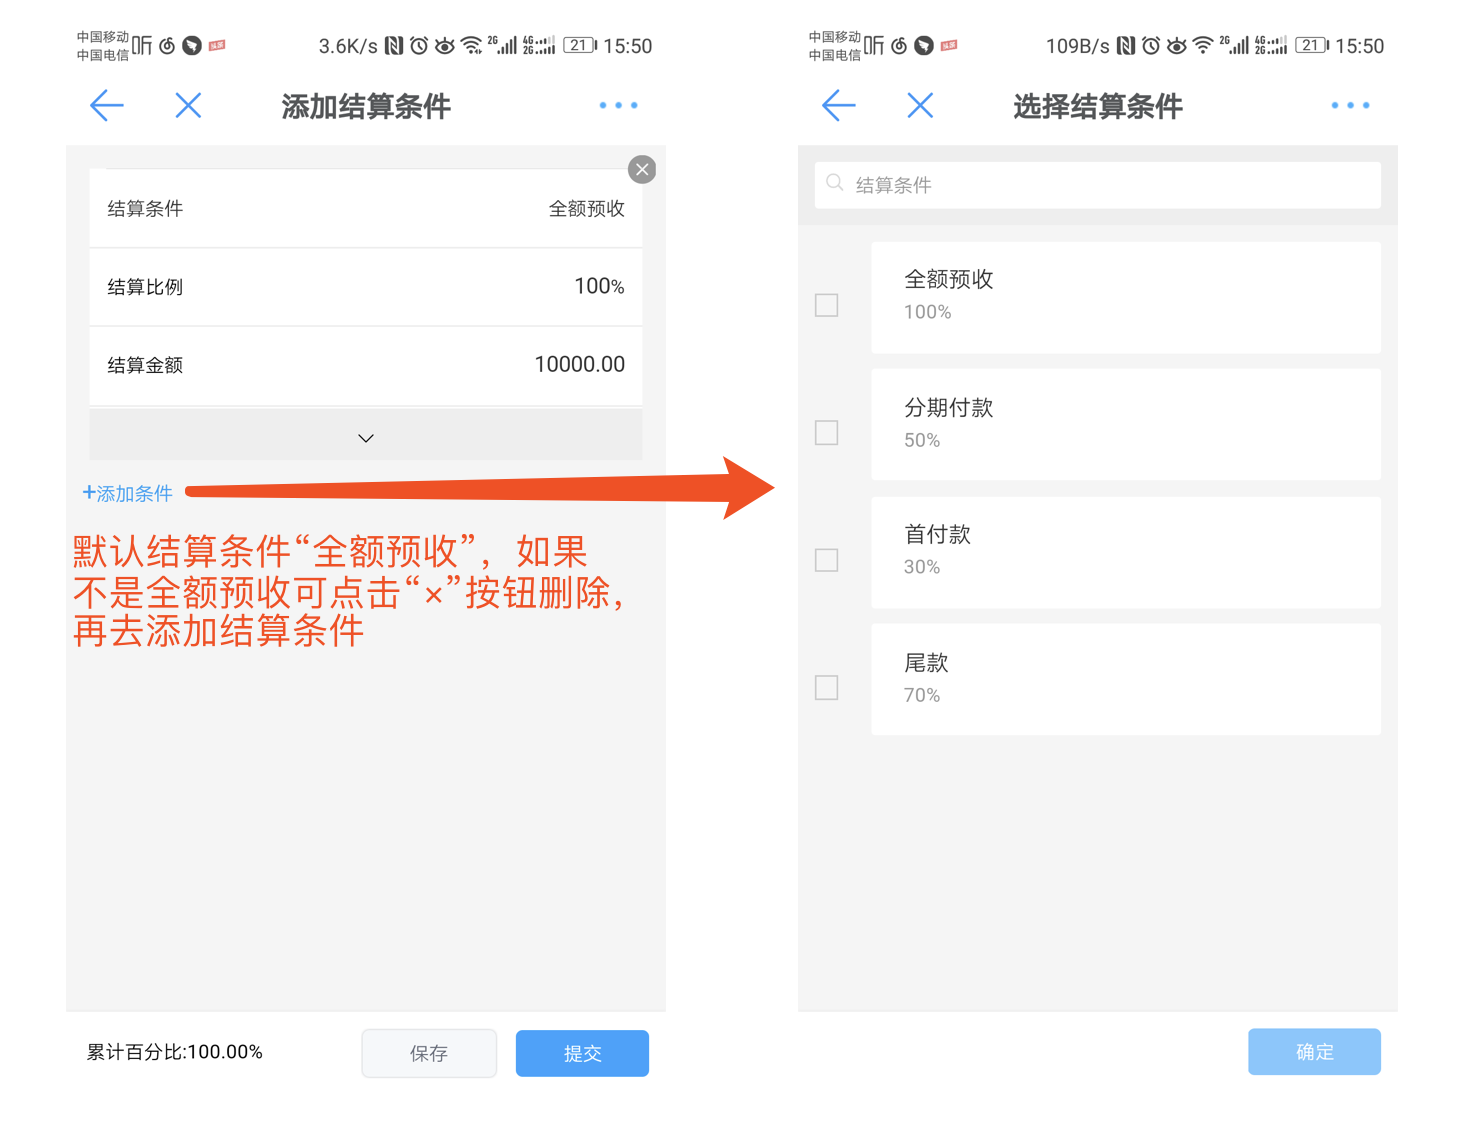 中国移动
中国电信
听
3.6K/s
2G
4G
2G
21
15:50
添加结算条件
结算条件
全额预收
结算比例
100%
结算金额
10000.00
+添加条件
默认结算条件“全额预收”，如果
不是全额预收可点击“×”按钮删除，
再去添加结算条件
累计百分比:100.00%
保存
提交
中国移动
中国电信
听
109B/s
2G
4G
2G
21
15:50
选择结算条件
结算条件
全额预收
100%
分期付款
50%
首付款
30%
尾款
70%
确定